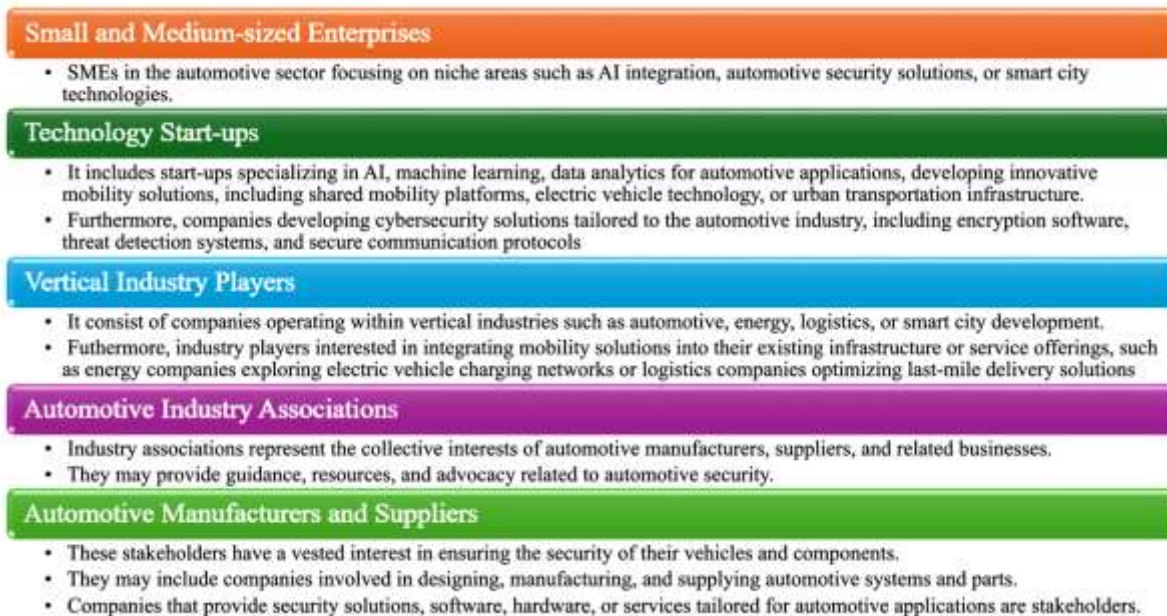 Small and Medium-sized Enterprises
• SMEs in the automotive sector focusing on niche areas such as AI integration, automotive security solutions, or smart city
technologies.
Technology Start-ups
• It includes start-ups specializing in AI, machine learning, data analytics for automotive applications, developing innovative
mobility solutions, including shared mobility platforms, electric vehicle technology, or urban transportation infrastructure.
• Furthermore, companies developing cybersecurity solutions tailored to the automotive industry, including encryption software,
threat detection systems, and secure communication protocols
Vertical Industry Players
• It consist of companies operating within vertical industries such as automotive, energy, logistics, or smart city development.
• Futhermore, industry players interested in integrating mobility solutions into their existing infrastructure or service offerings, such
as energy companies exploring electric vehicle charging networks or logistics companies optimizing last-mile delivery solutions
Automotive Industry Associations
• Industry associations represent the collective interests of automotive manufacturers, suppliers, and related businesses.
• They may provide guidance, resources, and advocacy related to automotive security.
Automotive Manufacturers and Suppliers
• These stakeholders have a vested interest in ensuring the security of their vehicles and components.
• They may include companies involved in designing, manufacturing, and supplying automotive systems and parts.
• Companies that provide security solutions, software, hardware, or services tailored for automotive applications are stakeholders.